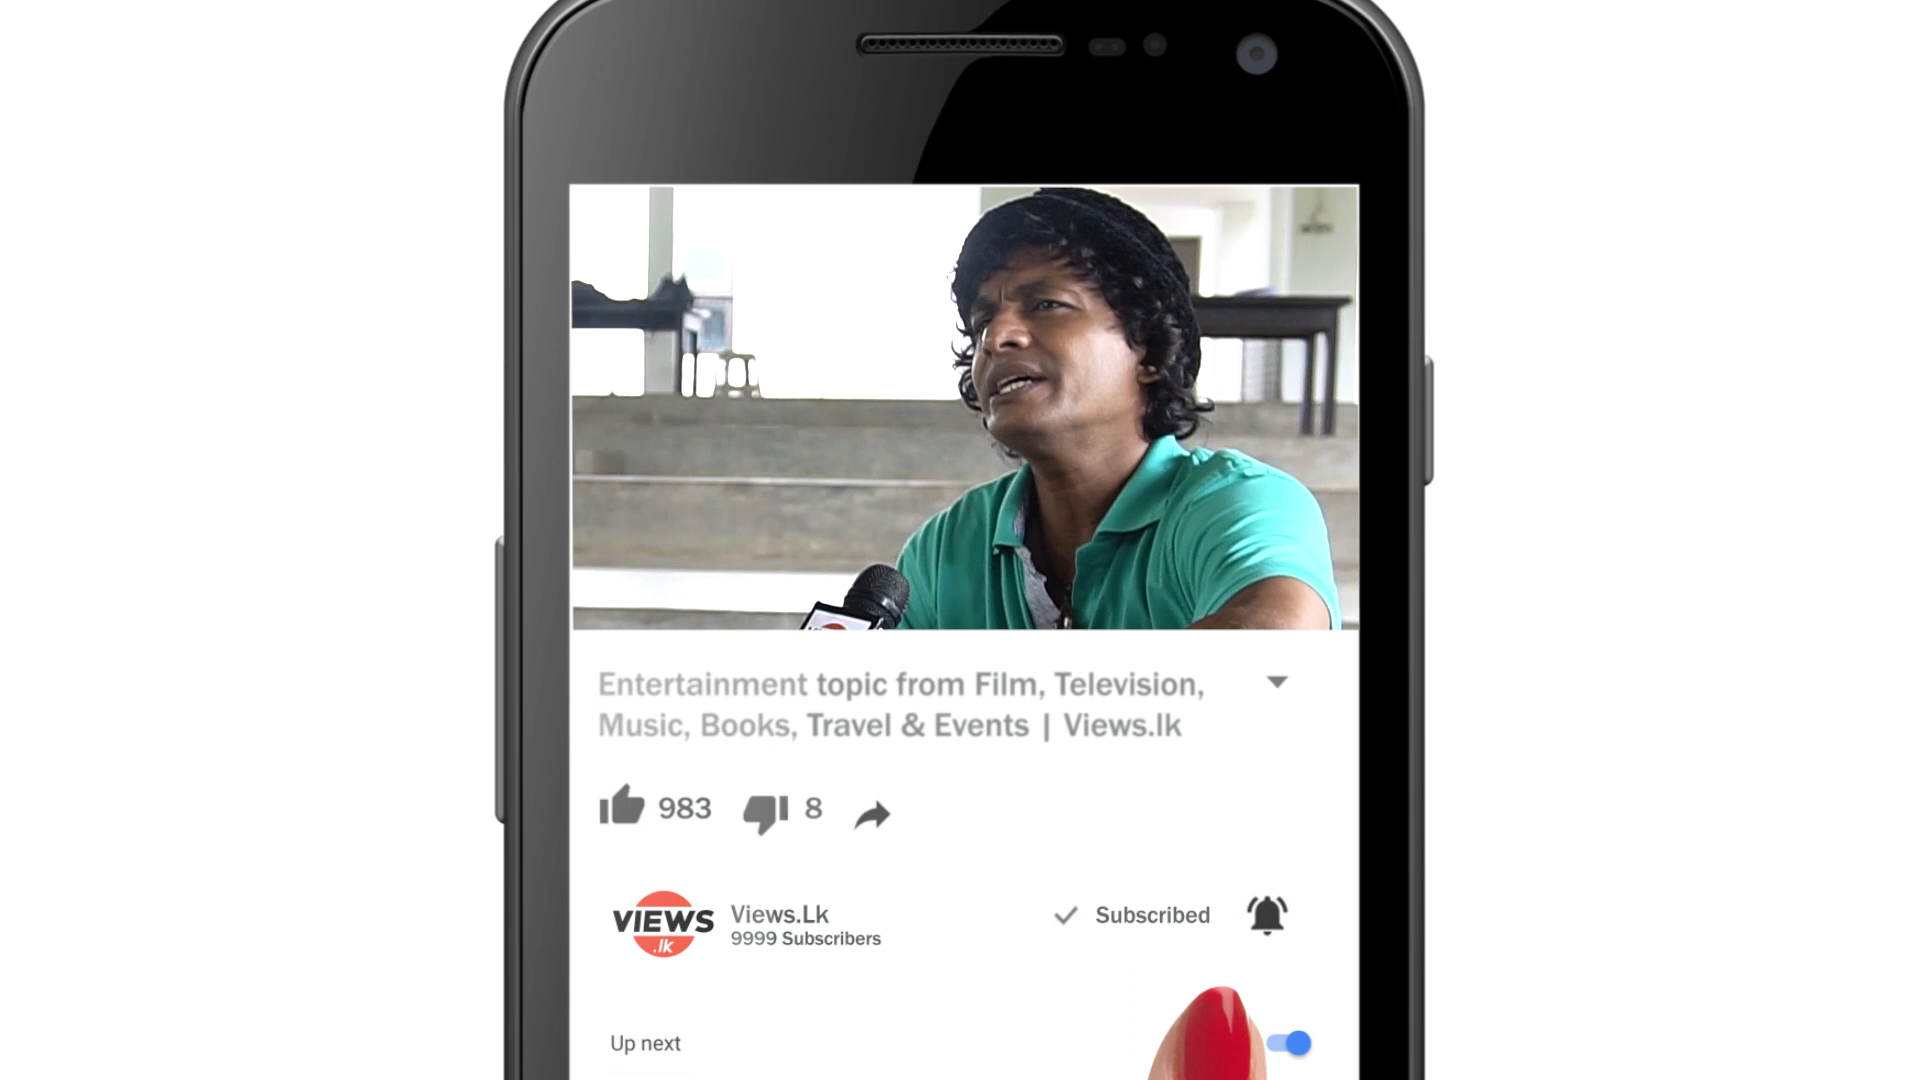 Entertainment topic from Film, Television,
Music, Books, Travel & Events | Views.lk
983
8
VIEWS
.lk
Views.Lk
9999 Subscribers
Subscribed
Up next